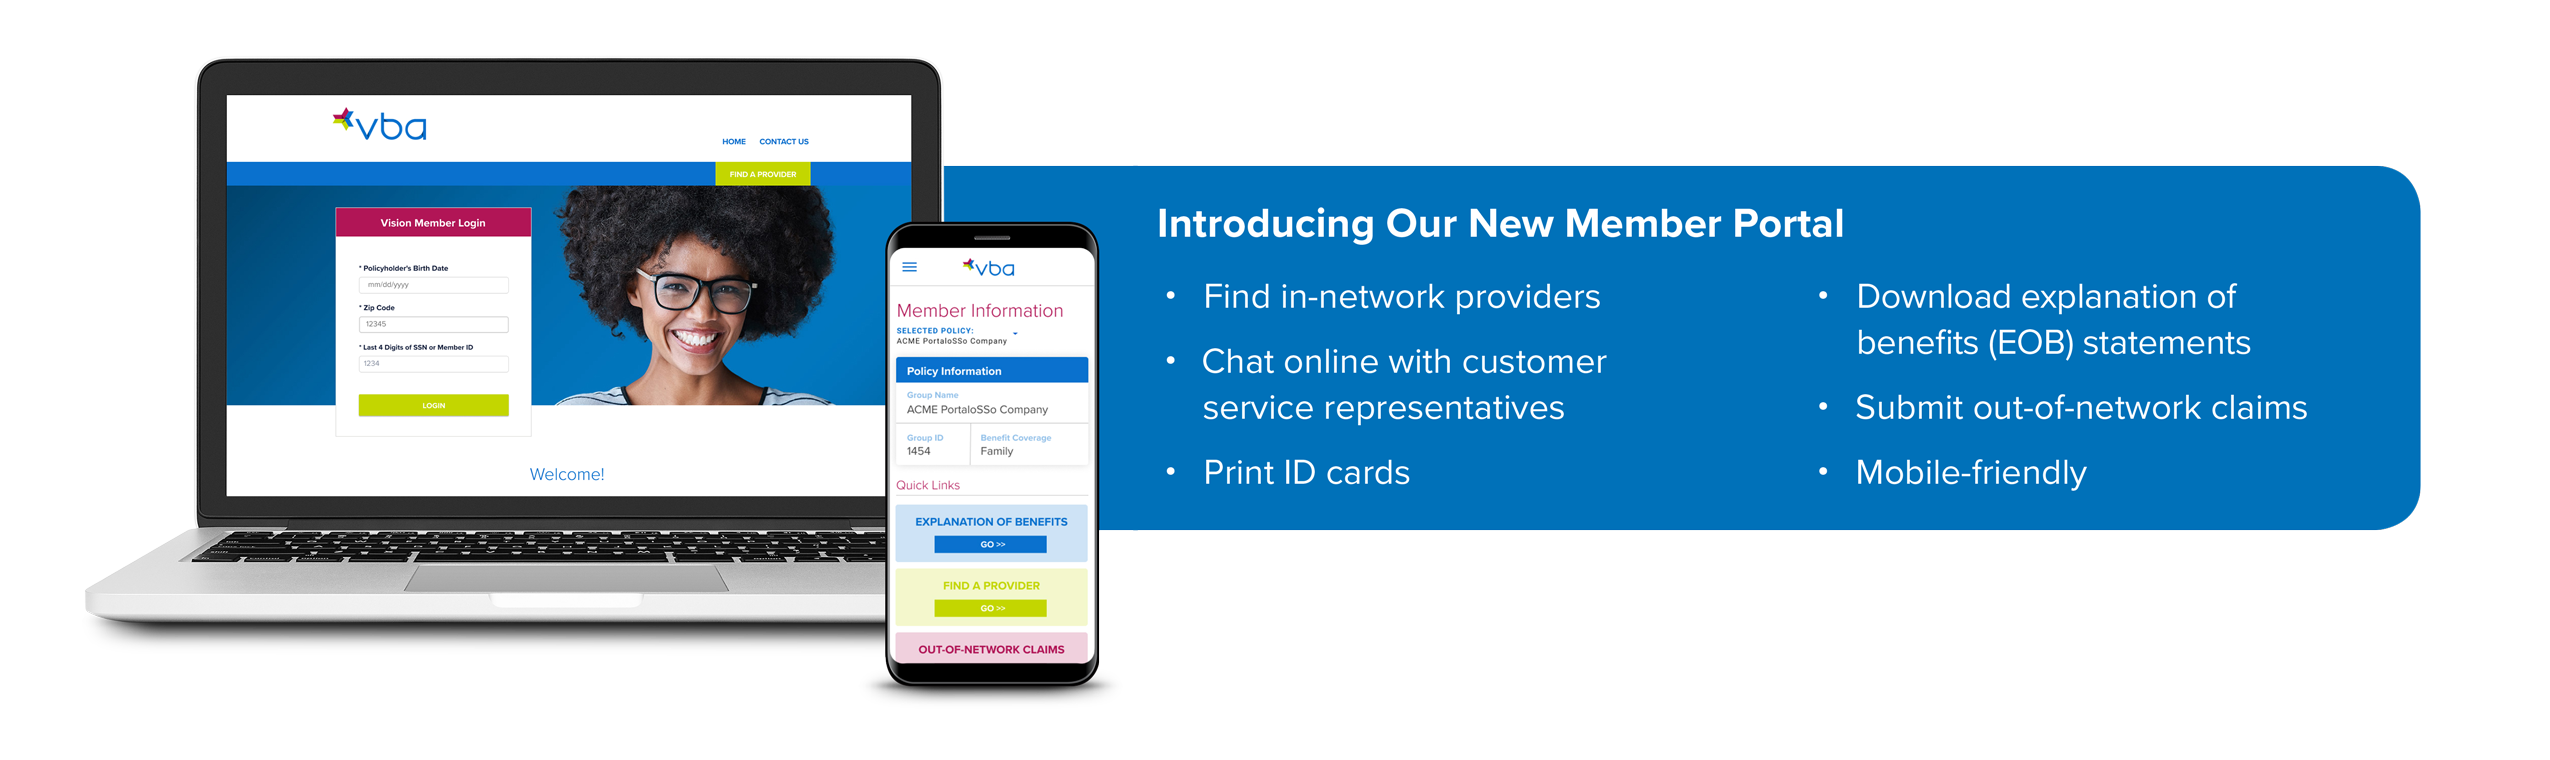 vba
HOME CONTACT US
FIND A PROVIDER
Vision Member Login
* Policyholder's Birth Date
mm/dd/yyyy
* Zip Code
12345
* Last 4 Digits of SSN or Member ID
1234
LOGIN
Welcome!
vba
Member Information
SELECTED POLICY:
ACME PortaloSSo Company
Policy Information
Group Name
ACME PortaloSSo Company
Group ID Benefit Coverage
1454 Family
Quick Links
EXPLANATION OF BENEFITS
GO >>
FIND A PROVIDER
GO >>
OUT-OF-NETWORK CLAIMS
Introducing Our New Member Portal
• Find in-network providers
• Chat online with customer
service representatives
• Print ID cards
• Download explanation of
benefits (EOB) statements
• Submit out-of-network claims
• Mobile-friendly